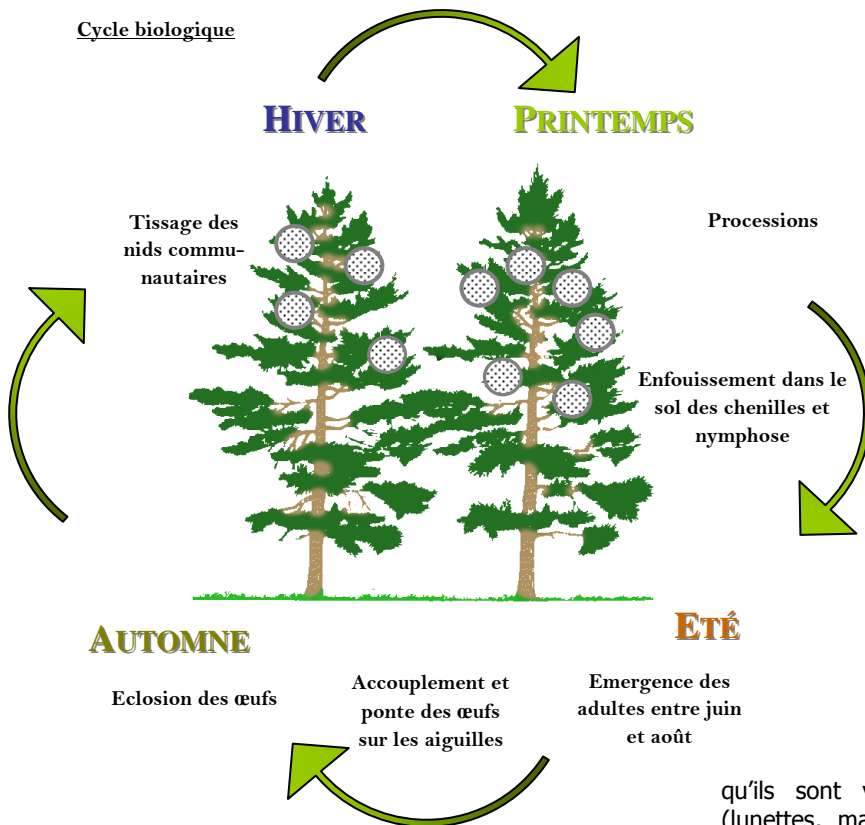 Cycle biologique
HIVER
PRINTEMPS
Tissage des
nids commu-
nautaires
Processions
Enfouissement dans le
sol des chenilles et
nymphose
ETÉ
AUTOMNE
Emergence des
adultes entre juin
et août
Accouplement et
ponte des œufs
sur les aiguilles
Eclosion des œufs
qu'ils sont
(lunettes,